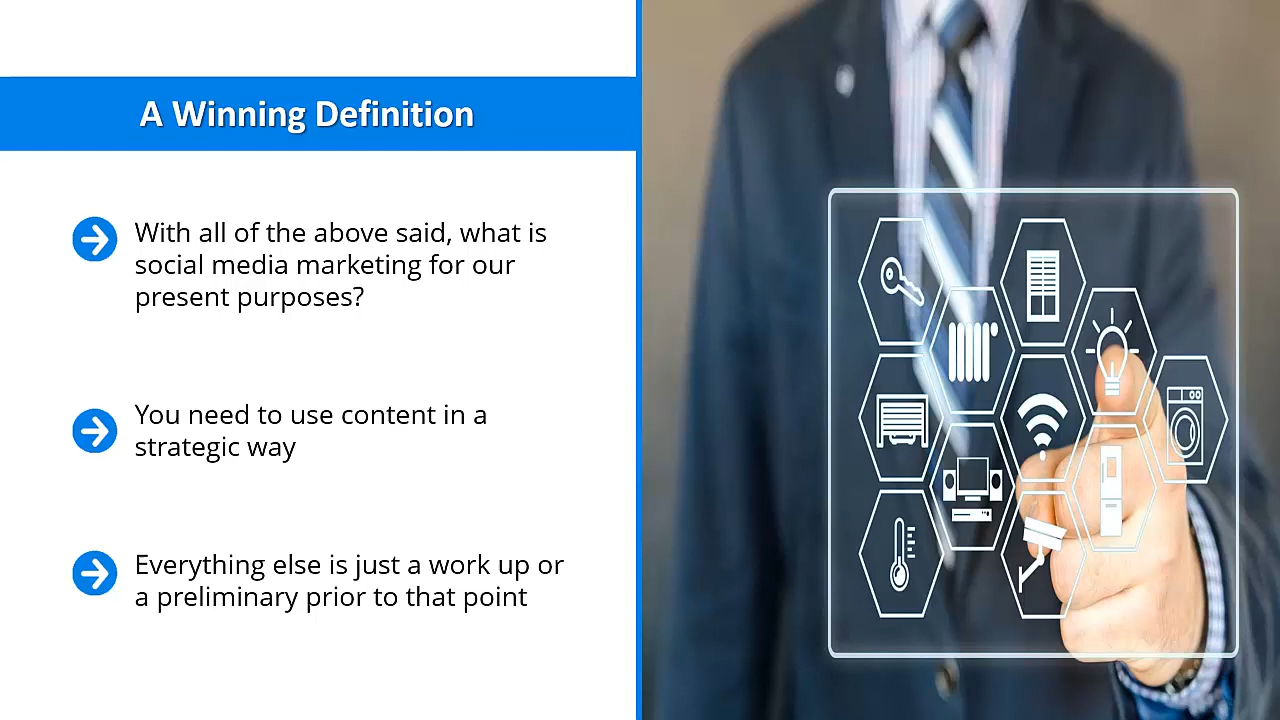 A Winning Definition
With all of the above said, what is
social media marketing for our
present purposes?
You need to use content in a
strategic way
Everything else is just a work up or
a preliminary prior to that point